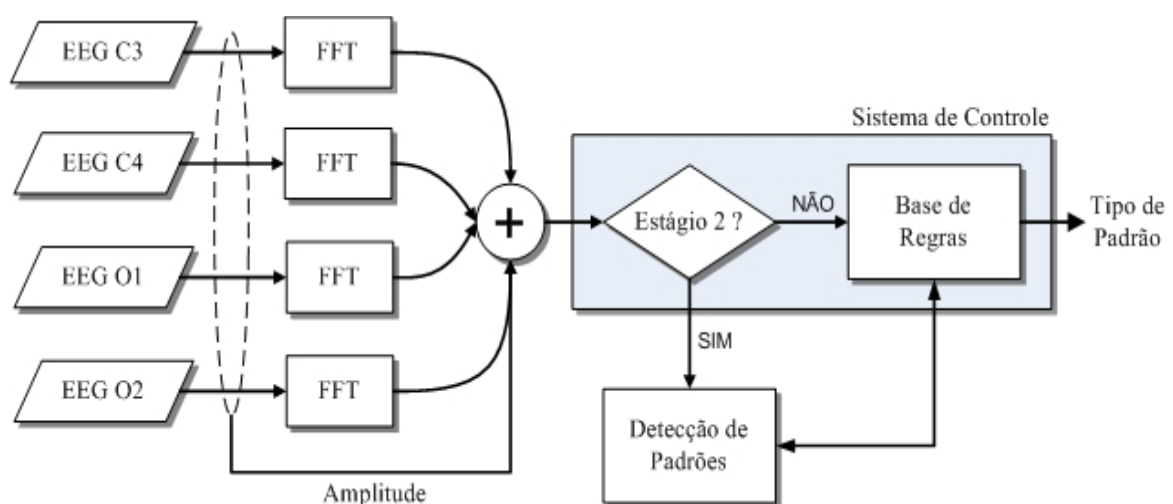 EEG C3
FFT
EEG C4
FFT
EEG O1
FFT
EEG O2
FFT
Amplitude
+
Sistema de Controle
Estágio 2 ?
NÃO
SIM
Base de
Regras
Tipo de
Padrão
Detecção de
Padrões